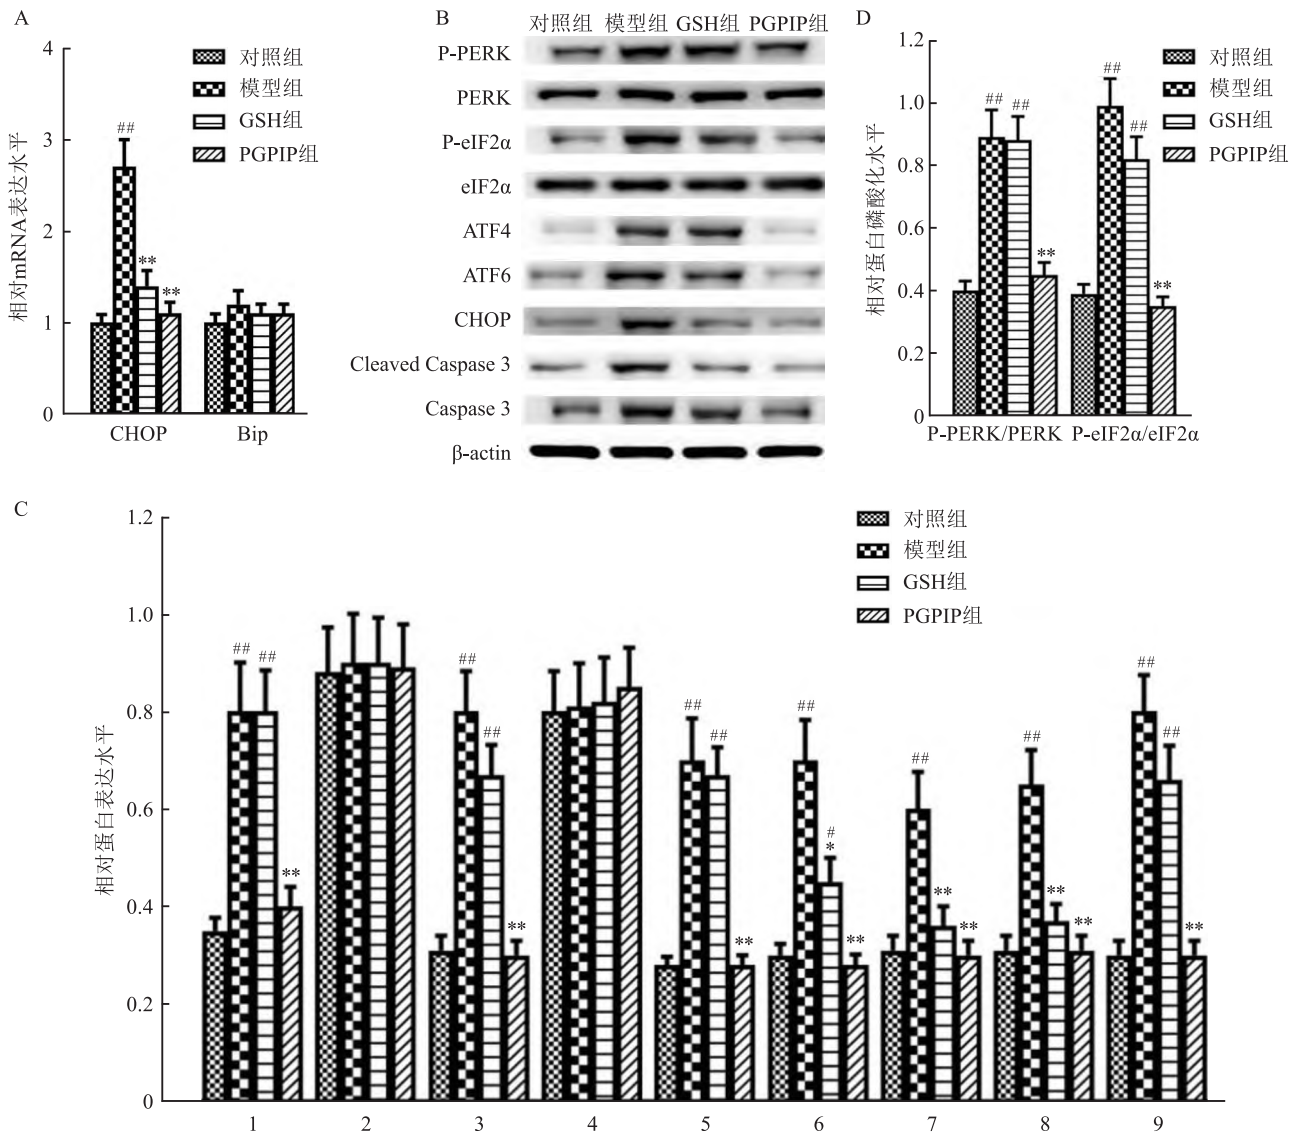 A
4
3
2
1
0
相对mRNA表达水平
对照组
模型组
GSH组
PGPIP组
##
**
**
CHOP
Bip
B
对照组 模型组 GSH组 PGPIP组
P-PERK
PERK
P-eIF2α
eIF2α
ATF4
ATF6
CHOP
Cleaved Caspase 3
Caspase 3
β-actin
D
1.2
1.0
0.8
0.6
0.4
0.2
0
相对蛋白磷酸化水平
对照组
模型组
GSH组
PGPIP组
##
##
**
##
##
**
P-PERK/PERK
P-eIF2α/eIF2α
C
1.2
1.0
0.8
0.6
0.4
0.2
0
相对蛋白表达水平
对照组
模型组
GSH组
PGPIP组
##
##
**
##
##
**
##
##
**
##
#
*
**
##
**
**
##
**
**
##
##
**
1
2
3
4
5
6
7
8
9